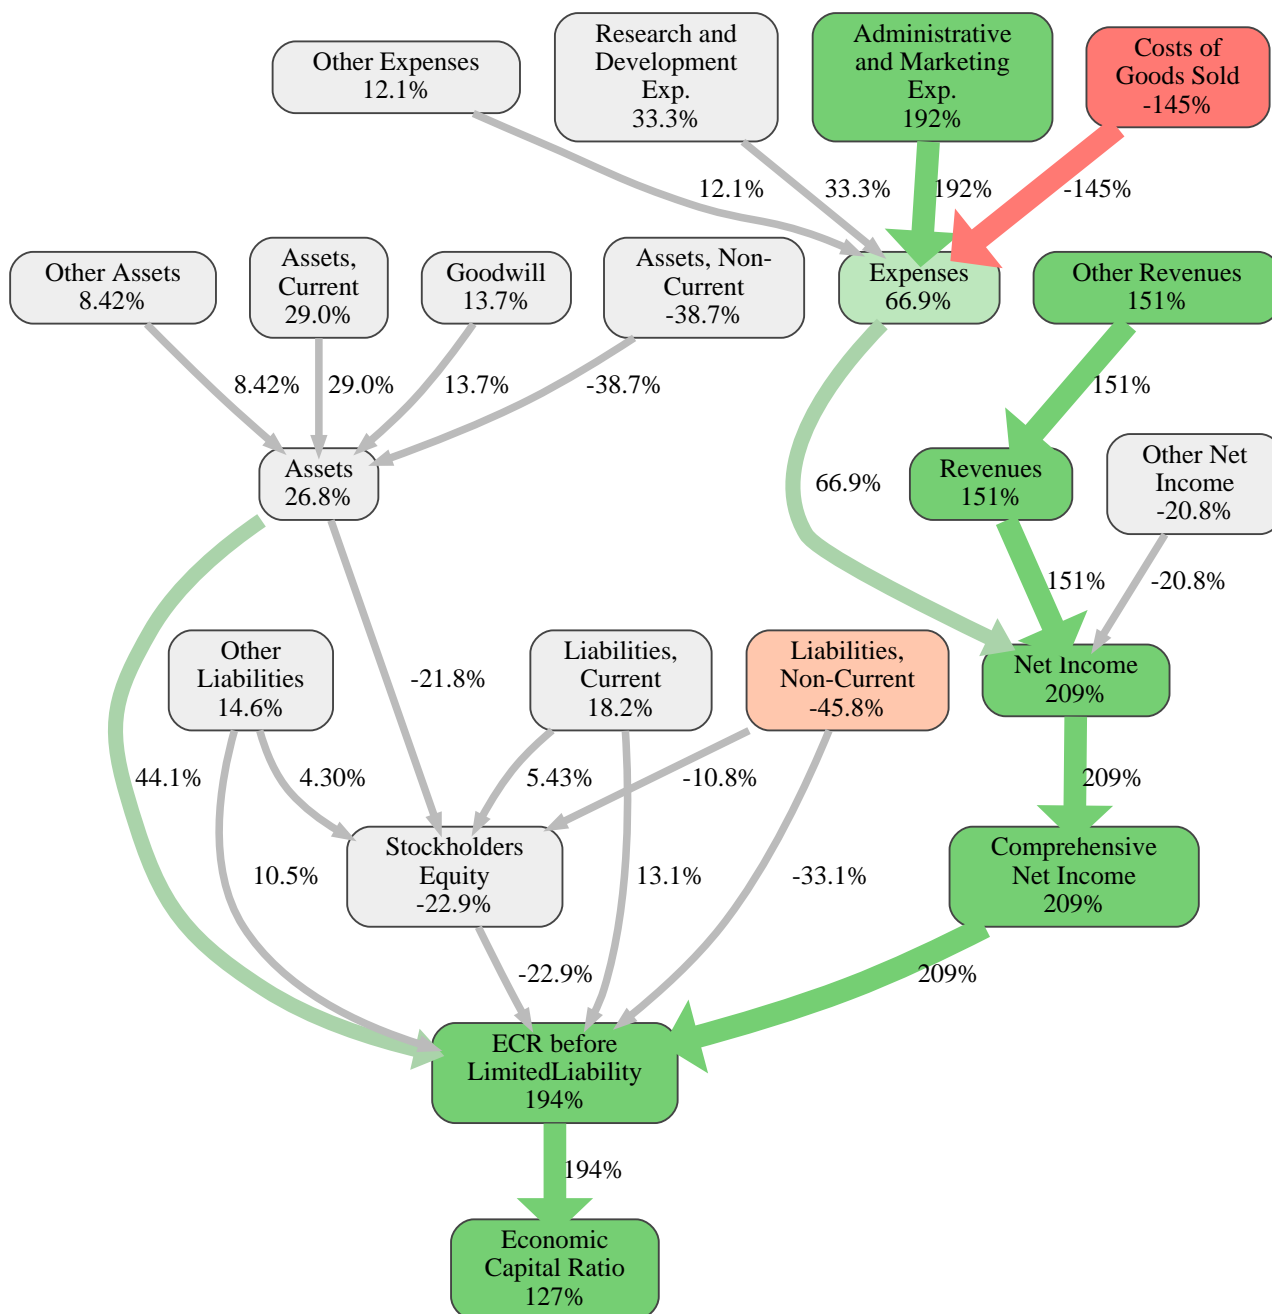 Other Expenses
12.1%
Research and
Development
Exp.
33.3%
Administrative
and Marketing
Exp.
192%
Costs of
Goods Sold
-145%
12.1%
33.3%
192%
-145%
Other Assets
8.42%
Assets,
Current
29.0%
Goodwill
13.7%
Assets, Non-
Current
-38.7%
Expenses
66.9%
Other Revenues
151%
8.42%
29.0%
13.7%
-38.7%
151%
Assets
26.8%
66.9%
Revenues
151%
Other Net
Income
-20.8%
151%
-20.8%
Other
Liabilities
14.6%
-21.8%
Liabilities,
Current
18.2%
Liabilities,
Non-Current
-45.8%
Net Income
209%
44.1%
4.30%
5.43%
-10.8%
209%
10.5%
Stockholders
Equity
-22.9%
13.1%
-33.1%
Comprehensive
Net Income
209%
-22.9%
209%
ECR before
LimitedLiability
194%
194%
Economic
Capital Ratio
127%